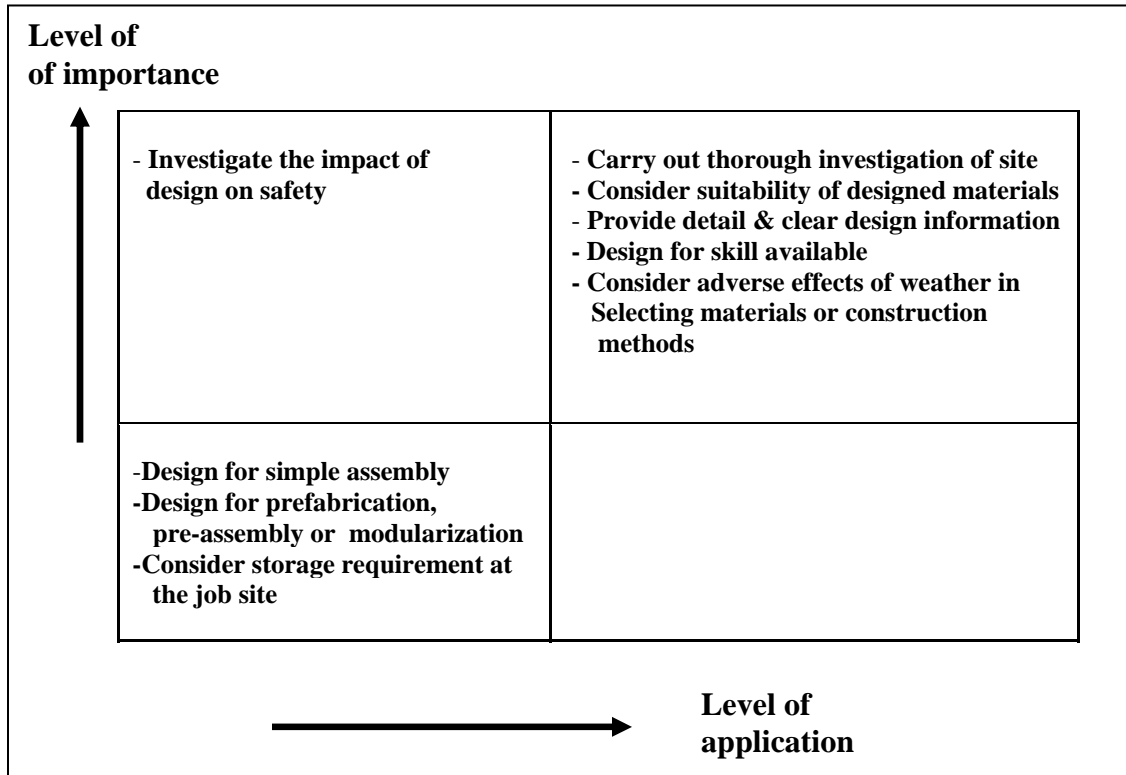 Level of
of importance
- Investigate the impact of
design on safety
- Carry out thorough investigation of site
- Consider suitability of designed materials
- Provide detail & clear design information
- Design for skill available
- Consider adverse effects of weather in
Selecting materials or construction
methods
-Design for simple assembly
-Design for prefabrication,
pre-assembly or modularization
-Consider storage requirement at
the job site
Level of
application